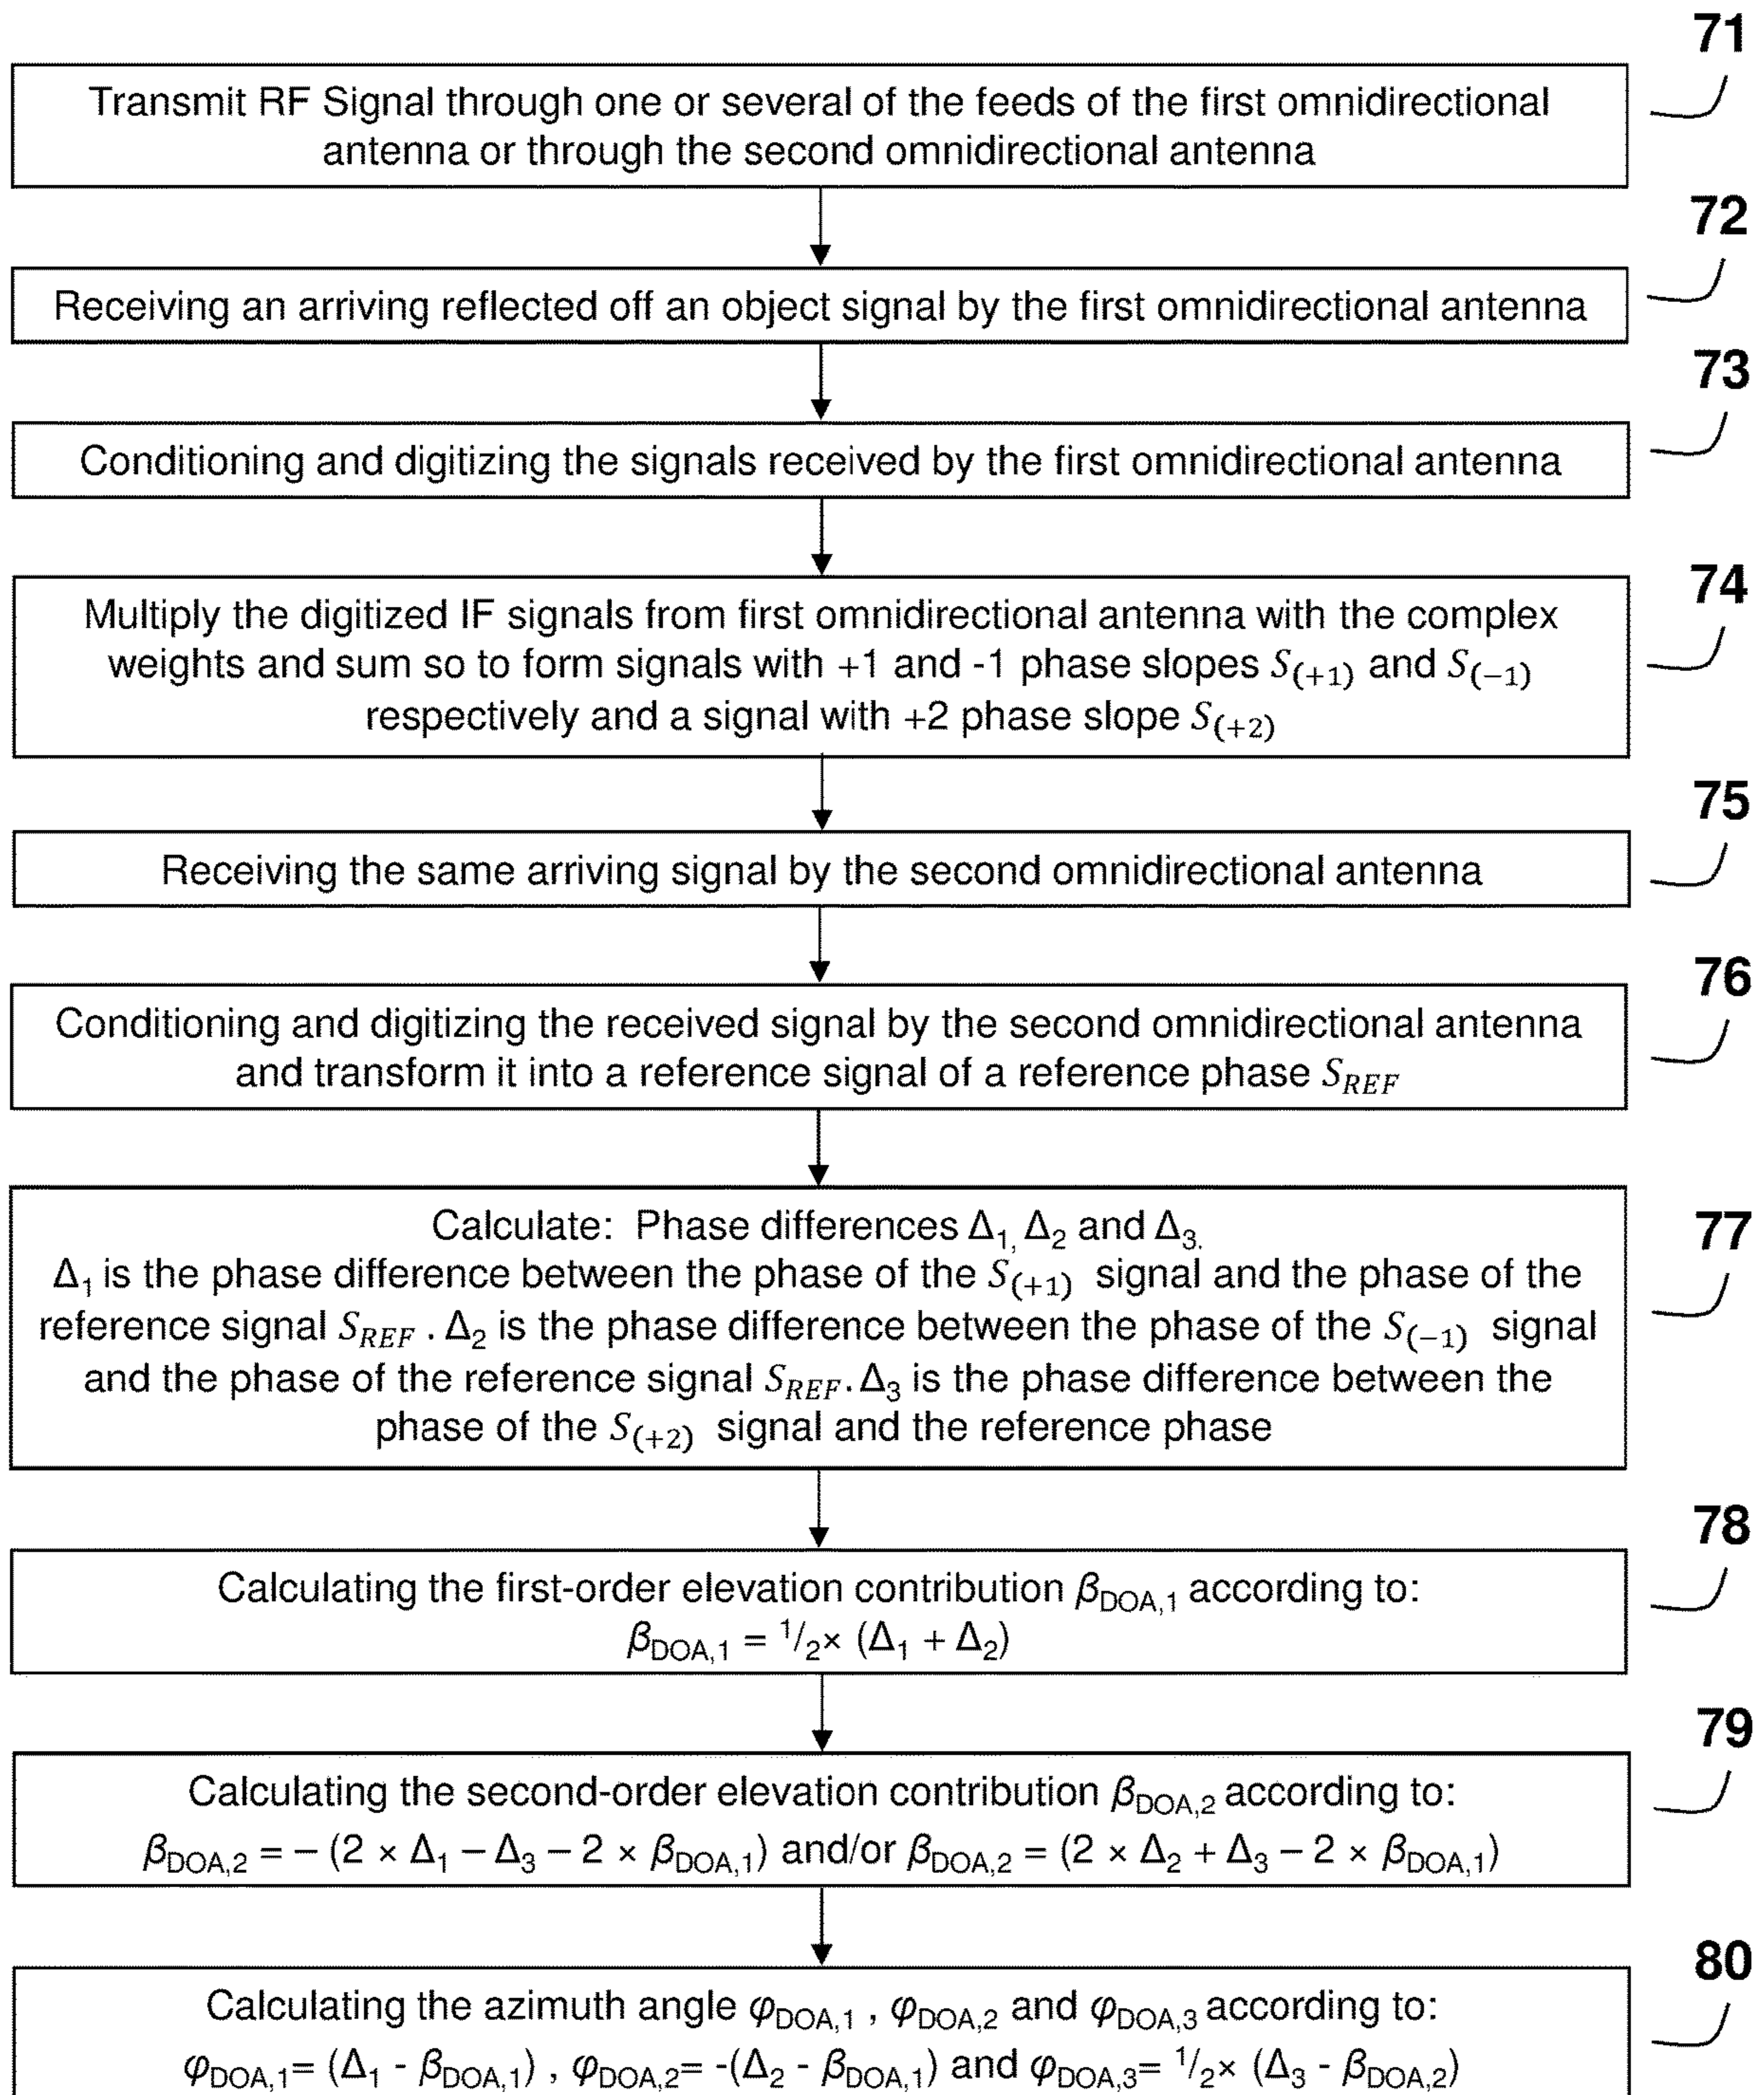 71
Transmit RF Signal through one or several of the feeds of the first omnidirectional
antenna or through the second omnidirectional antenna
72
Receiving an arriving reflected off an object signal by the first omnidirectional antenna
73
Conditioning and digitizing the signals received by the first omnidirectional antenna
74
Multiply the digitized IF signals from first omnidirectional antenna with the complex
weights and sum so to form signals with +1 and -1 phase slopes S(+1) and S(−1)
respectively and a signal with +2 phase slope S(+2)
75
Receiving the same arriving signal by the second omnidirectional antenna
76
Conditioning and digitizing the received signal by the second omnidirectional antenna
and transform it into a reference signal of a reference phase SREF
77
Calculate: Phase differences Δ1, Δ2 and Δ3.
Δ1 is the phase difference between the phase of the S(+1) signal and the phase of the
reference signal SREF . Δ2 is the phase difference between the phase of the S(−1) signal
and the phase of the reference signal SREF. Δ3 is the phase difference between the
phase of the S(+2) signal and the reference phase
78
Calculating the first-order elevation contribution βDOA,1 according to:
βDOA,1 = 1/2× (Δ1 + Δ2)
79
Calculating the second-order elevation contribution βDOA,2 according to:
βDOA,2 = − (2 × Δ1 − Δ3 − 2 × βDOA,1) and/or βDOA,2 = (2 × Δ2 + Δ3 − 2 × βDOA,1)
80
Calculating the azimuth angle φDOA,1 , φDOA,2 and φDOA,3 according to:
φDOA,1= (Δ1 - βDOA,1) , φDOA,2= -(Δ2 - βDOA,1) and φDOA,3= 1/2× (Δ3 - βDOA,2)